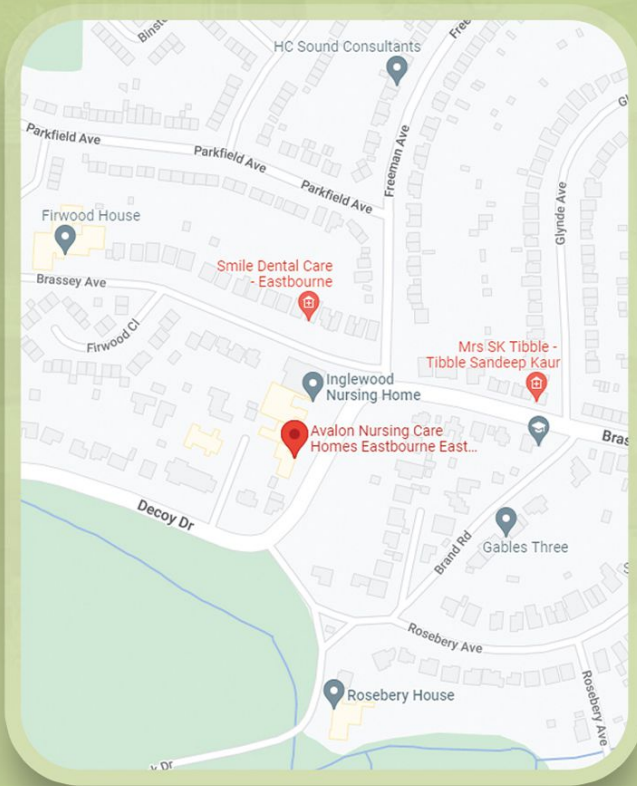 HC Sound Consultants
Parkfield Ave
Parkfield Ave
Parkfield Ave
Freeman Ave
Glynde Ave
Firwood House
Smile Dental Care
- Eastbourne
Brassey Ave
Firwood Cl
Mrs SK Tibble -
Tibble Sandeep Kaur
Inglewood
Nursing Home
Avalon Nursing Care
Homes Eastbourne East...
Bras
Decoy Dr
Brand Rd
Gables Three
Rosebery Ave
Rosebery House
Rosebery Ave